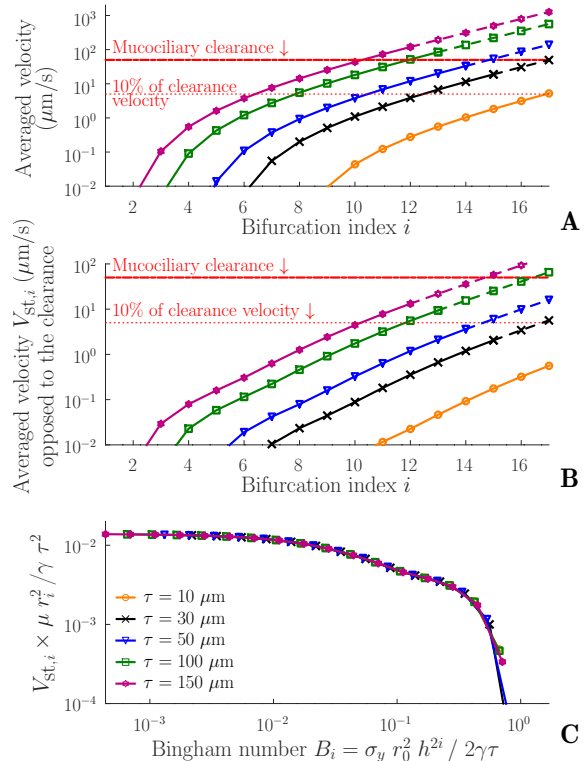 10³
10²
10¹
10⁰
10⁻¹
10⁻²
Averaged velocity
(μm/s)
Mucociliary clearance ↓
10% of clearance
velocity
2 4 6 8 10 12 14 16
Bifurcation index i
A
10²
10¹
10⁰
10⁻¹
10⁻²
Averaged velocity V_st,i (μm/s)
opposed to the clearance
Mucociliary clearance ↓
10% of clearance velocity ↓
2 4 6 8 10 12 14 16
Bifurcation index i
B
10⁻²
10⁻³
10⁻⁴
V_st,i × μ r_i² / γ τ²
τ = 10 μm
τ = 30 μm
τ = 50 μm
τ = 100 μm
τ = 150 μm
10⁻³ 10⁻² 10⁻¹ 10⁰
Bingham number B_i = σ_y r_0² h^2i / 2γτ
C